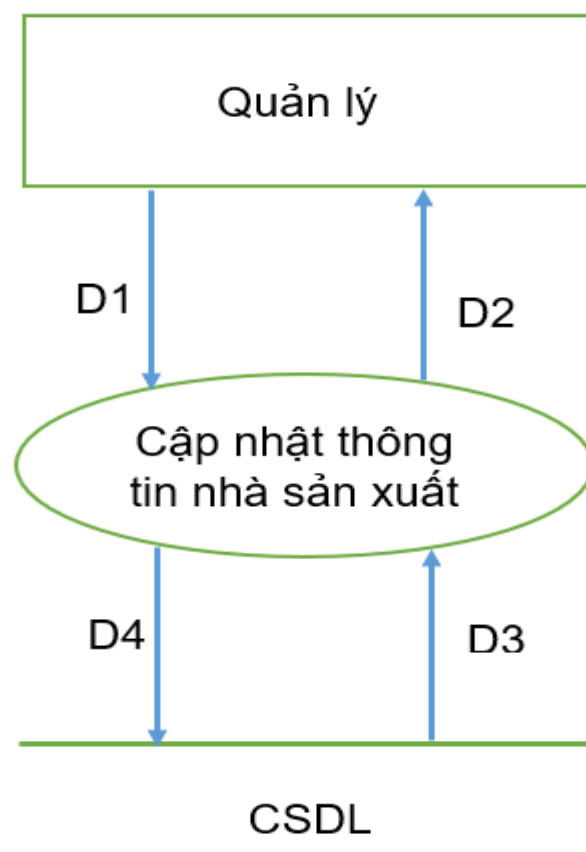 Quản lý
D1
D2
Cập nhật thông
tin nhà sản xuất
D4
D3
CSDL